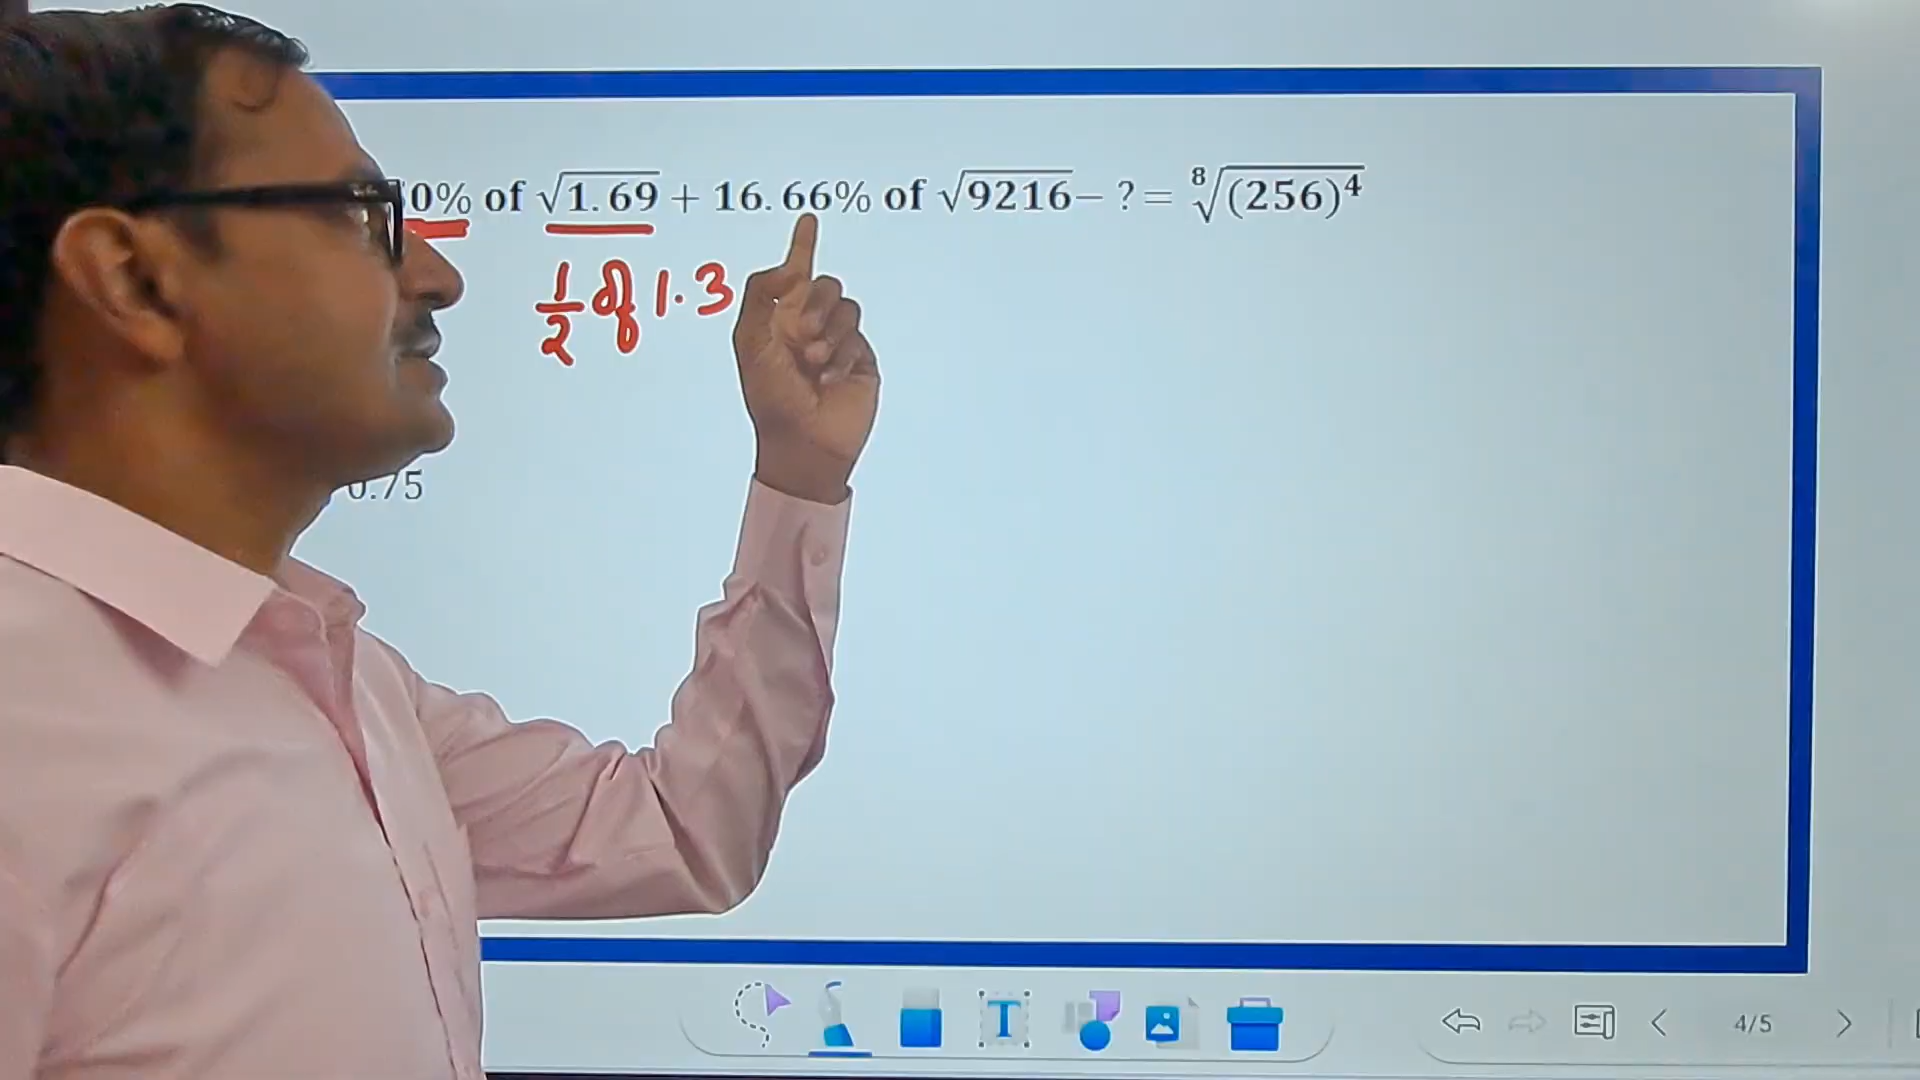 0% of √1.69 + 16.66% of √9216 − ? = ⁸√(256)⁴
1/2 of 1.3
0.75
T
4/5